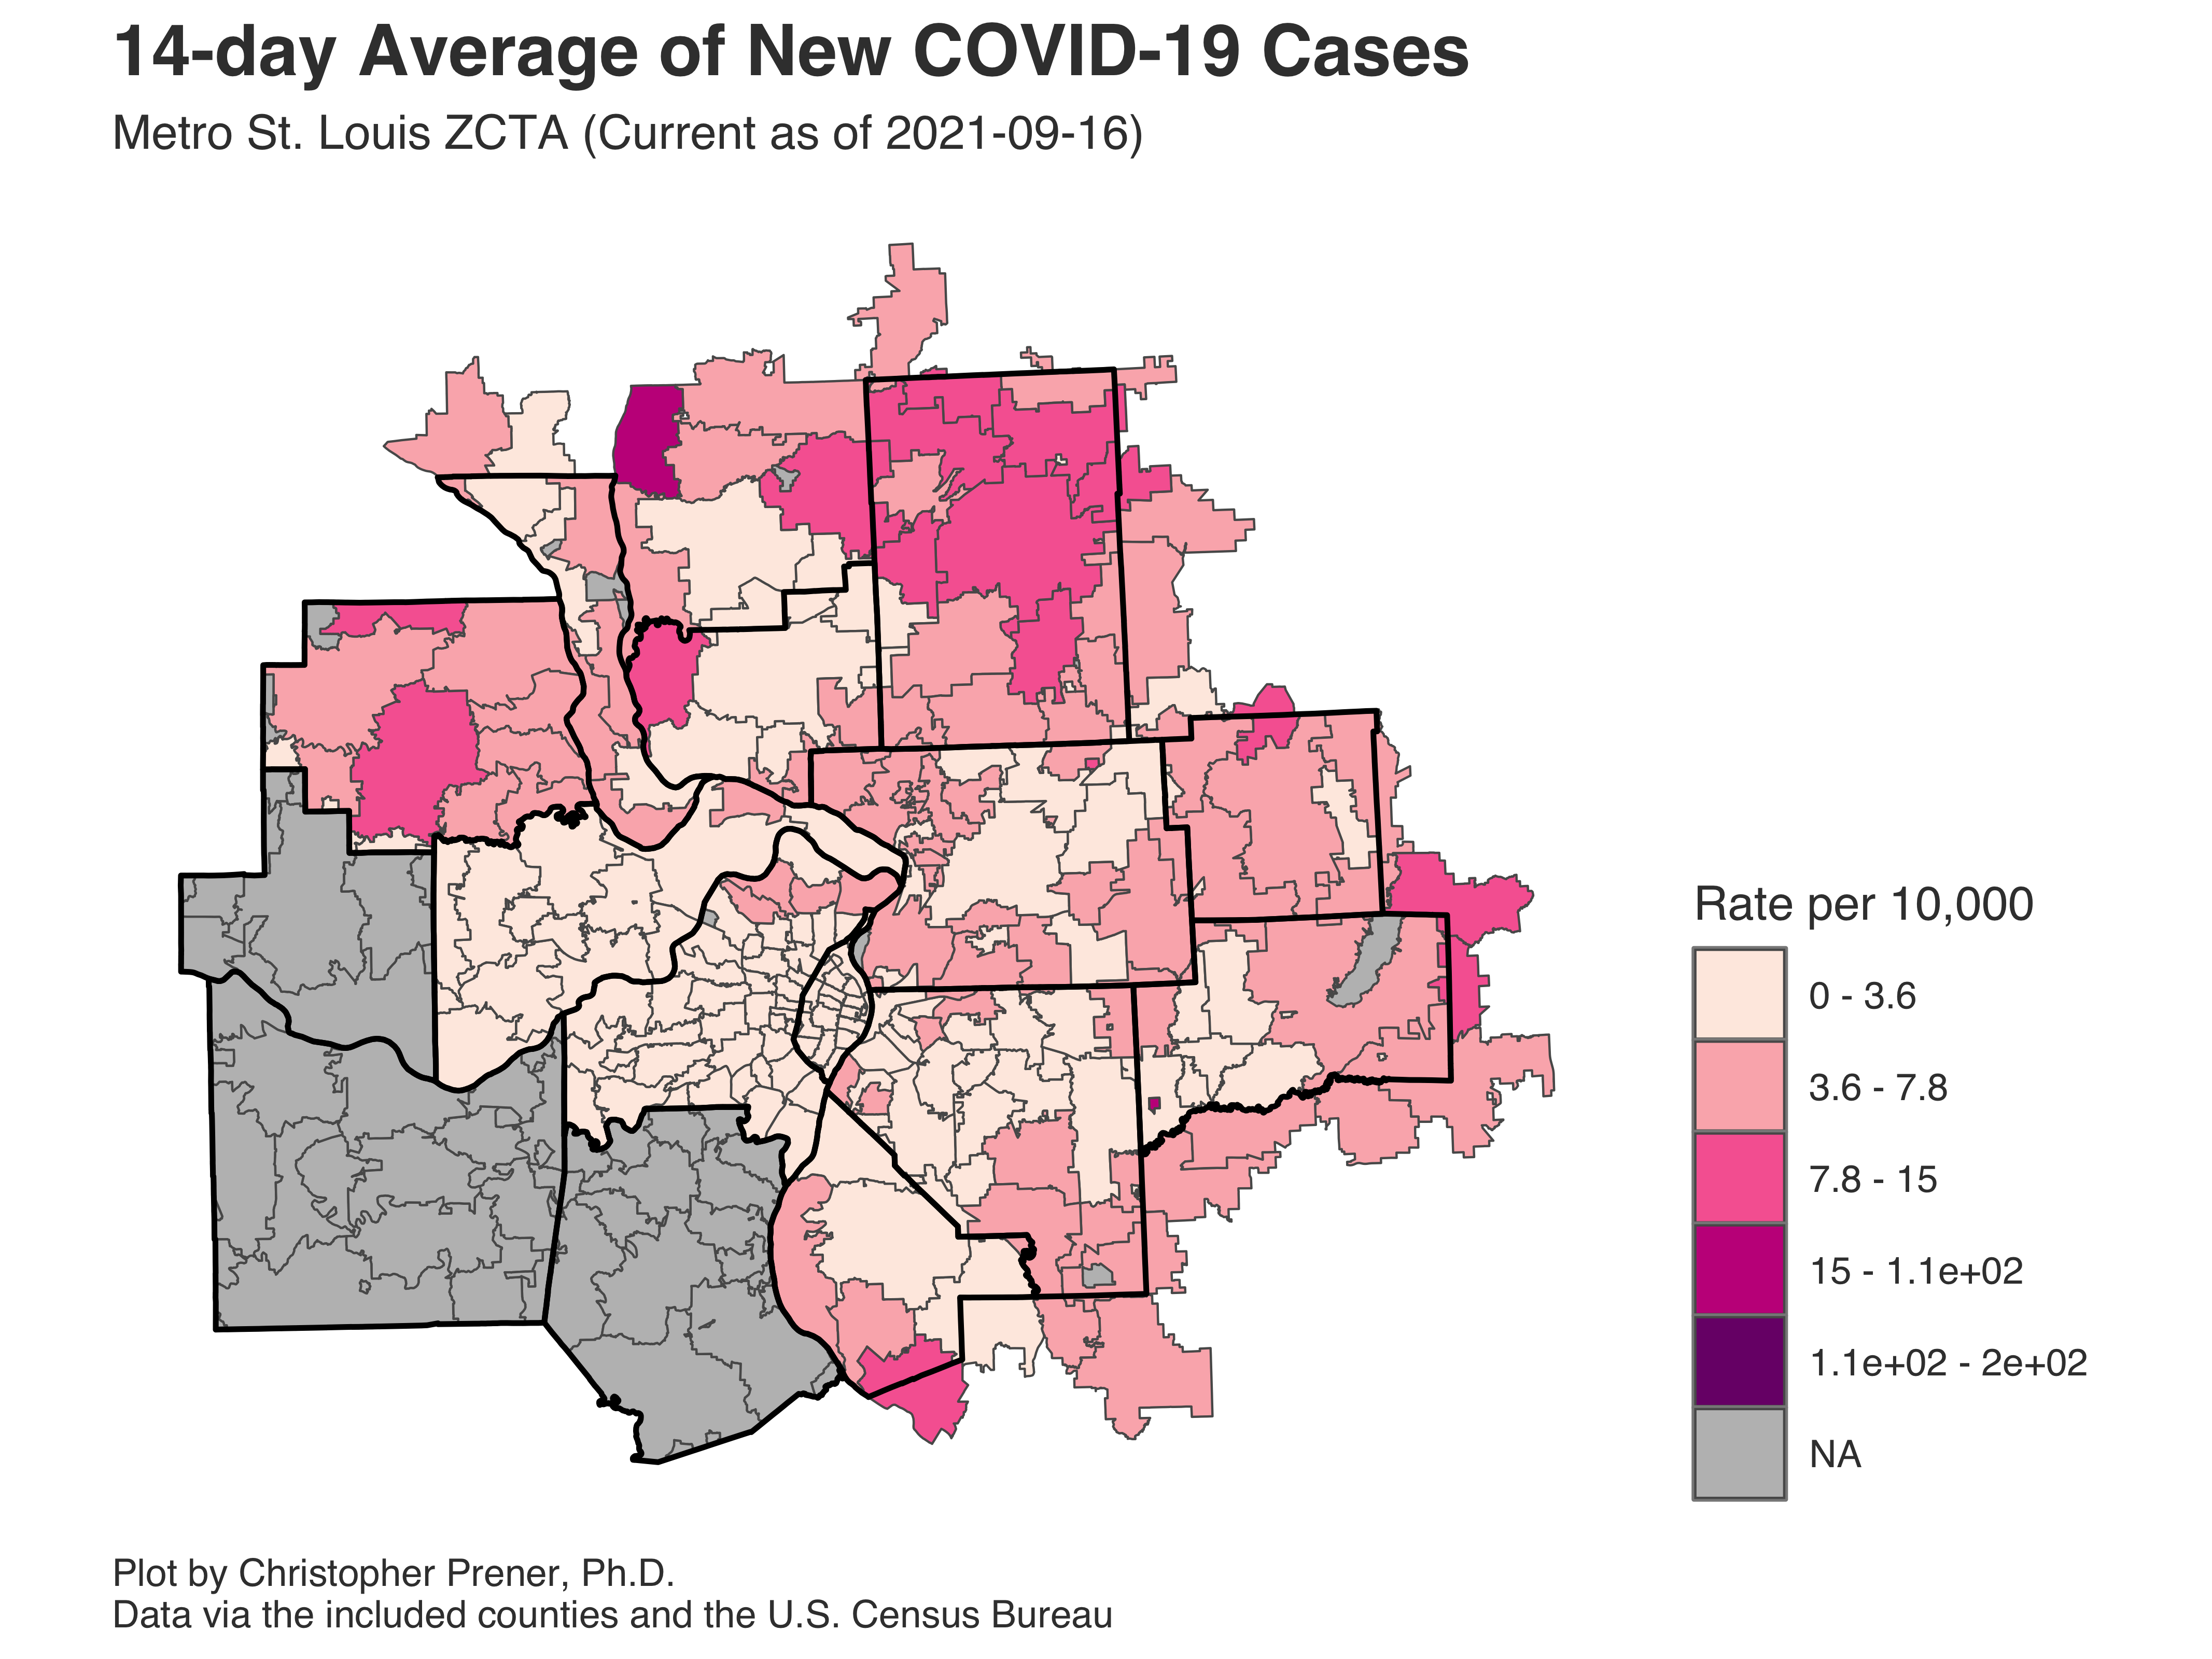 14-day Average of New COVID-19 Cases
Metro St. Louis ZCTA (Current as of 2021-09-16)
Rate per 10,000
0 - 3.6
3.6 - 7.8
7.8 - 15
15 - 1.1e+02
1.1e+02 - 2e+02
NA
Plot by Christopher Prener, Ph.D.
Data via the included counties and the U.S. Census Bureau